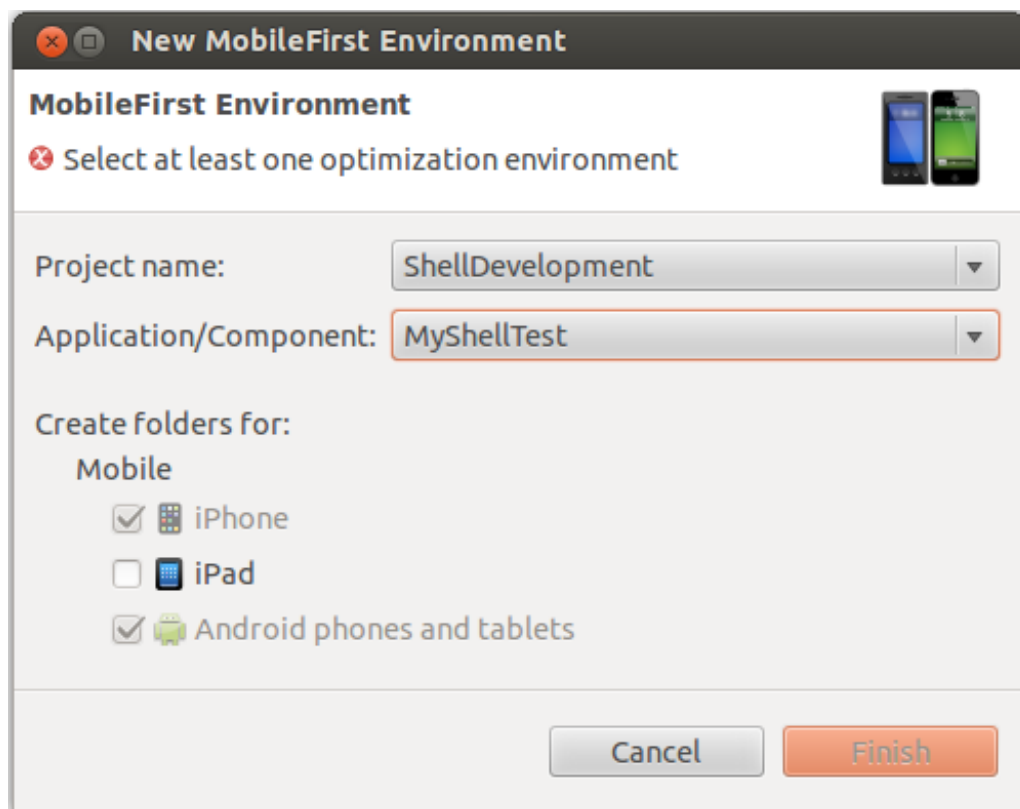 New MobileFirst Environment
MobileFirst Environment
Select at least one optimization environment
Project name: ShellDevelopment
Application/Component: MyShellTest
Create folders for:
Mobile
iPhone
iPad
Android phones and tablets
Cancel Finish